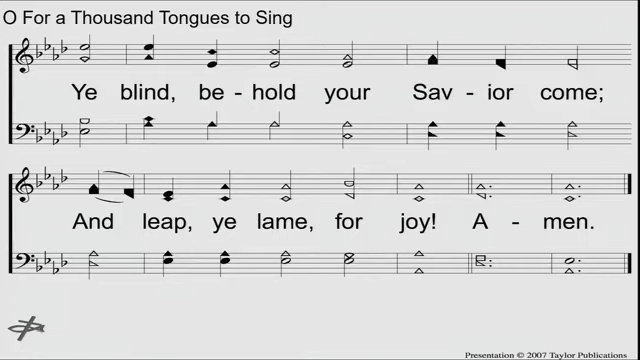 O For a Thousand Tongues to Sing
Ye blind, be - hold your Sav - ior come;
And leap, ye lame, for joy! A - men.
Presentation © 2007 Taylor Publications